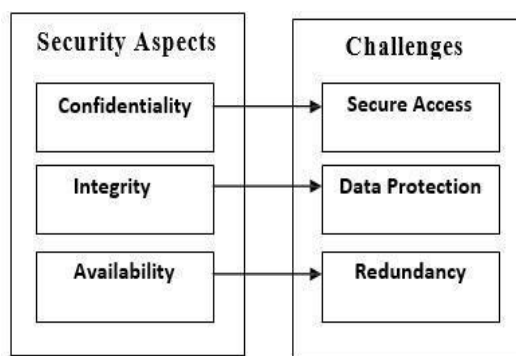 Security Aspects
Confidentiality
Integrity
Availability
Challenges
Secure Access
Data Protection
Redundancy